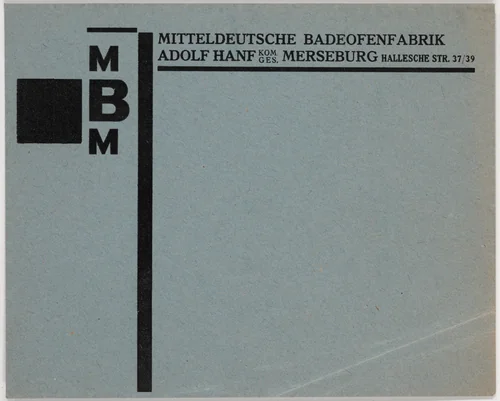 M
B
M
MITTELDEUTSCHE BADEOFENFABRIK
ADOLF HANF KOM. GES. MERSEBURG HALLESCHE STR. 37/39